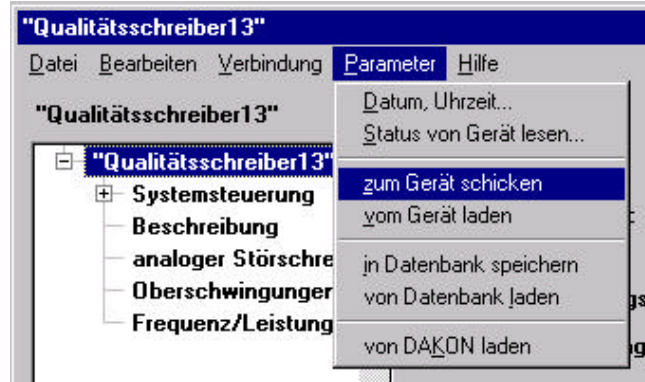 "Qualitätsschreiber13"
Datei Bearbeiten Verbindung Parameter Hilfe
"Qualitätsschreiber13"
"Qualitätsschreiber13"
Systemsteuerung
Beschreibung
analoger Störschre
Oberschwingunger
Frequenz/Leistung
Datum, Uhrzeit...
Status von Gerät lesen...
zum Gerät schicken
vom Gerät laden
in Datenbank speichern
von Datenbank laden
von DAKON laden